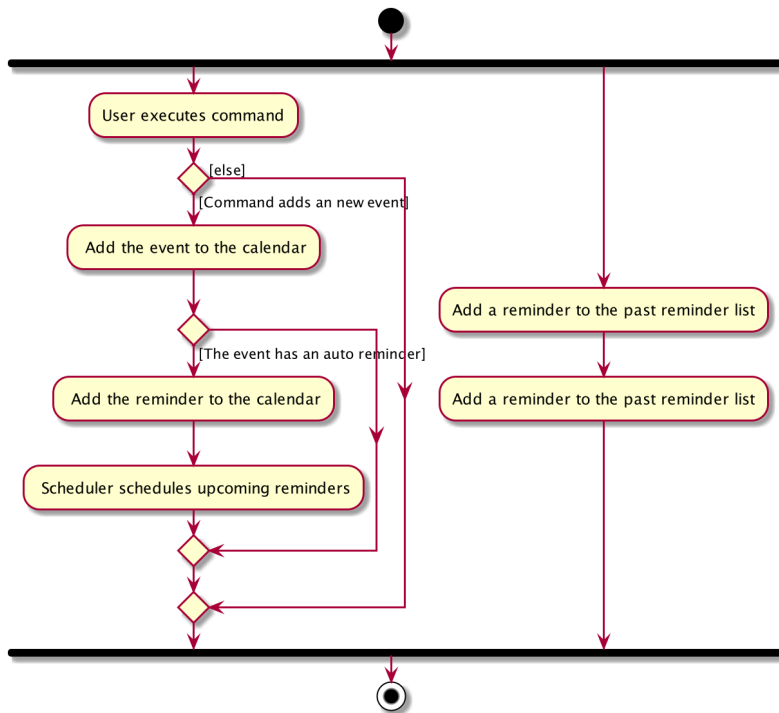 User executes command
[else]
[Command adds an new event]
Add the event to the calendar
[The event has an auto reminder]
Add the reminder to the calendar
Scheduler schedules upcoming reminders
Add a reminder to the past reminder list
Add a reminder to the past reminder list